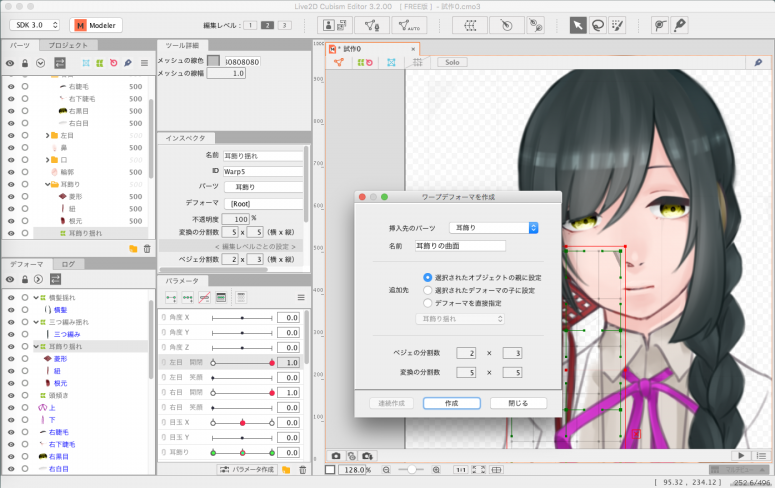 Live2D Cubism Editor 3.2.00 [ FREE版 ] - 試作0.cmo3
SDK 3.0
Modeler
編集レベル： 1 2 3
AUTO
パーツ プロジェクト
右睫毛 500
右下睫毛 500
右黒目 500
右白目 500
左目
鼻
口
輪郭
耳飾り
菱形 500
紐 500
根元 500
耳飾り揺れ
デフォーマ ログ
横髪揺れ
横髪
三つ編み揺れ
三つ編み
耳飾り揺れ
菱形
紐
根元
頭傾き
上
下
右睫毛
右下睫毛
右黒目
右白目
ツール詳細
メッシュの線色 ı0808080
メッシュの線幅 1.0
インスペクタ
名前 耳飾り揺れ
ID Warp5
パーツ 耳飾り
デフォーマ [Root]
不透明度 100 %
変換の分割数 5 x 5 (横 x 縦)
< 編集レベルごとの設定 >
ベジェ分割数 2 x 3 (横 x 縦)
パラメータ
角度 X 0.0
角度 Y 0.0
角度 Z 0.0
左目 開閉 1.0
左目 笑顔 0.0
右目 開閉 1.0
右目 笑顔 0.0
目玉 X 0.0
目玉 Y 0.0
耳飾り 0.0
パラメータ作成
* 試作0
Solo
ワープデフォーマを作成
挿入先のパーツ 耳飾り
名前 耳飾りの曲面
追加先
選択されたオブジェクトの親に設定
選択されたデフォーマの子に設定
デフォーマを直接指定
耳飾り揺れ
ベジェの分割数 2 x 3
変換の分割数 5 x 5
連続作成 作成 閉じる
128.0 %
1:1
[ 95.32, 234.12 ] 252.6/496